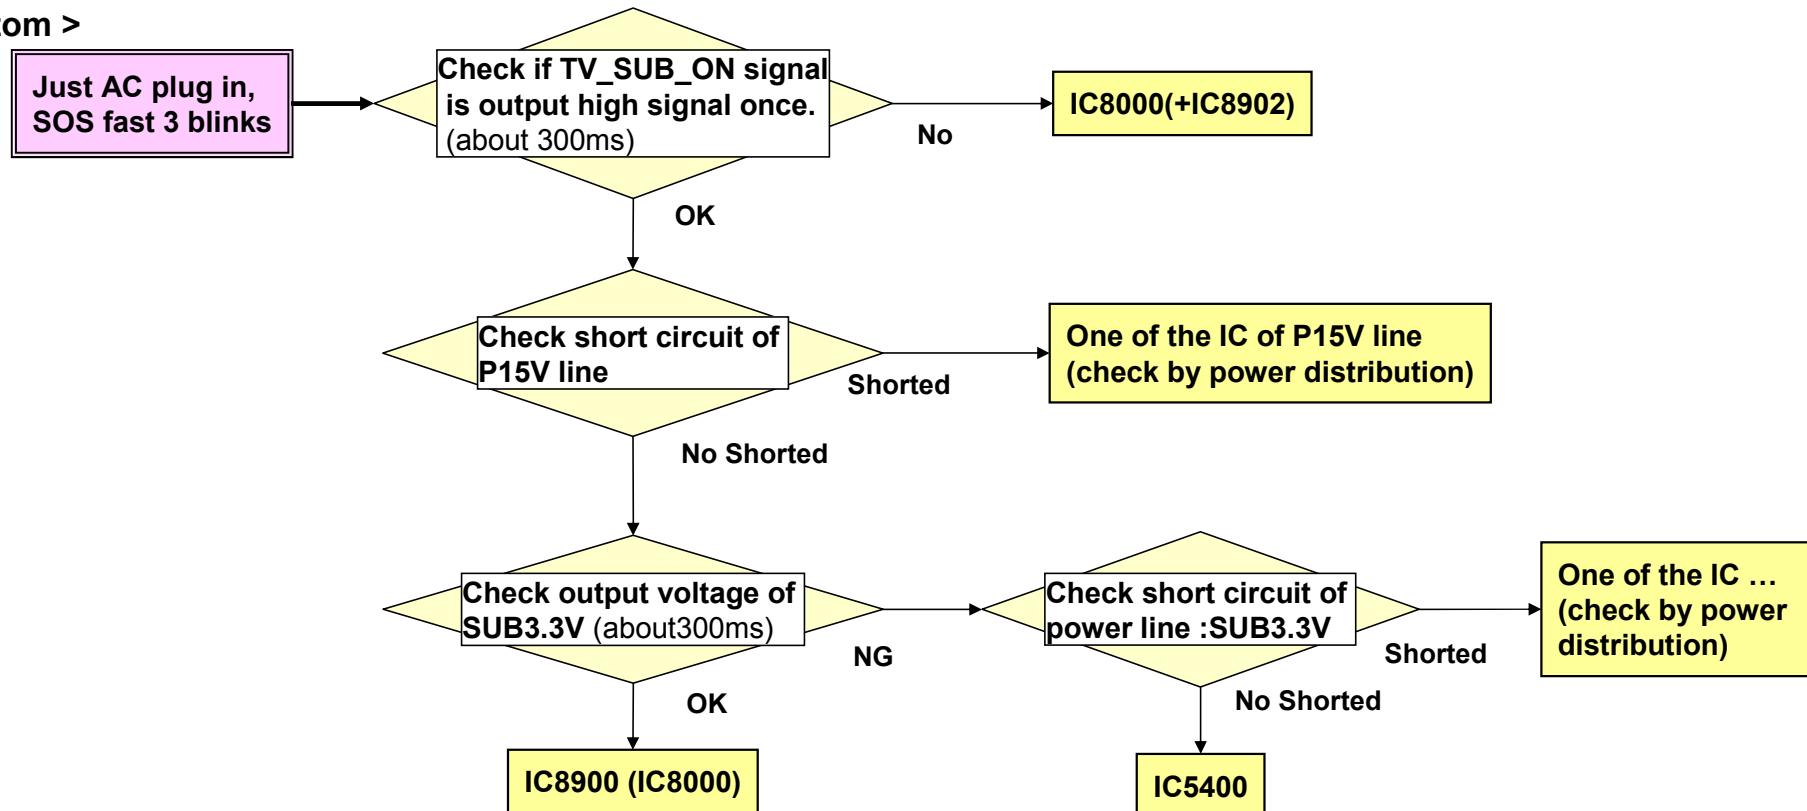 tom >
Just AC plug in,
SOS fast 3 blinks
Check if TV_SUB_ON signal
is output high signal once.
(about 300ms)
No
IC8000(+IC8902)
OK
Check short circuit of
P15V line
Shorted
One of the IC of P15V line
(check by power distribution)
No Shorted
Check output voltage of
SUB3.3V (about300ms)
NG
Check short circuit of
power line :SUB3.3V
Shorted
One of the IC …
(check by power
distribution)
OK
No Shorted
IC8900 (IC8000)
IC5400